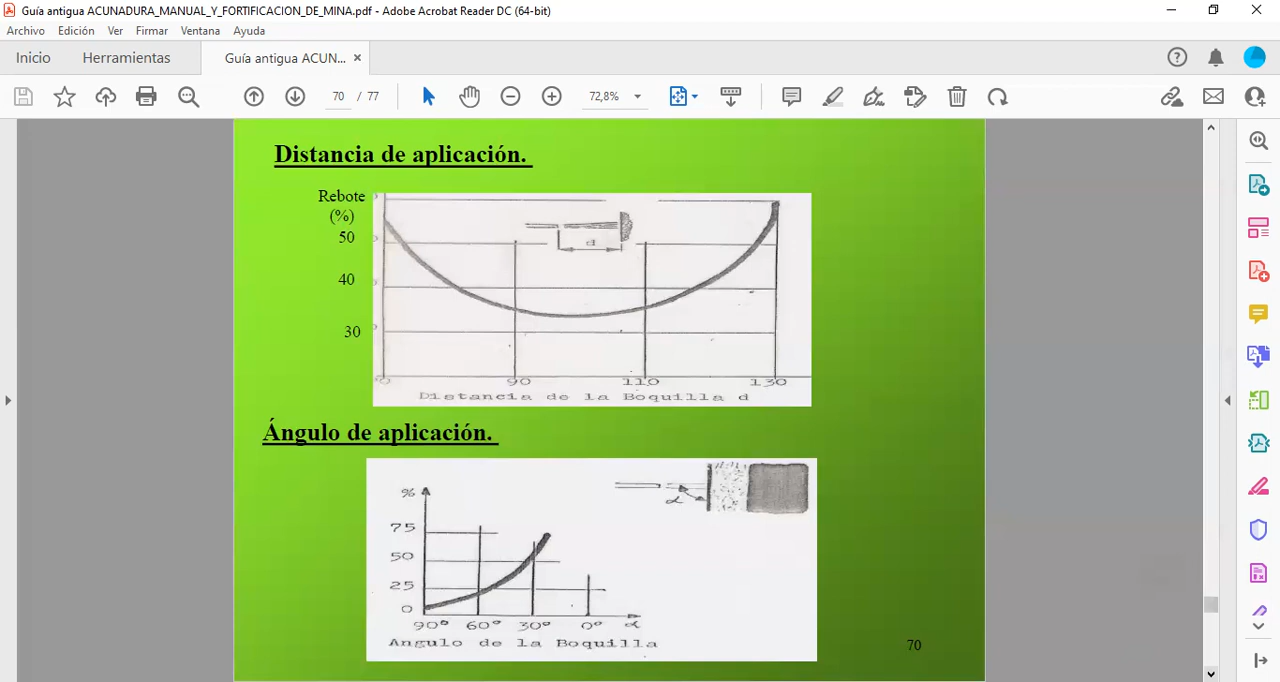 Guía antigua ACUNADURA_MANUAL_Y_FORTIFICACION_DE_MINA.pdf - Adobe Acrobat Reader DC (64-bit)
Archivo Edición Ver Firmar Ventana Ayuda
Inicio Herramientas Guía antigua ACUN... ×
70 / 77 72,8%
Distancia de aplicación.
Rebote
(%)
50
40
30
d
0 90 110 130
Distancia de la Boquilla d
Ángulo de aplicación.
α
%
75
50
25
0
90° 60° 30° 0° α
Angulo de la Boquilla
70